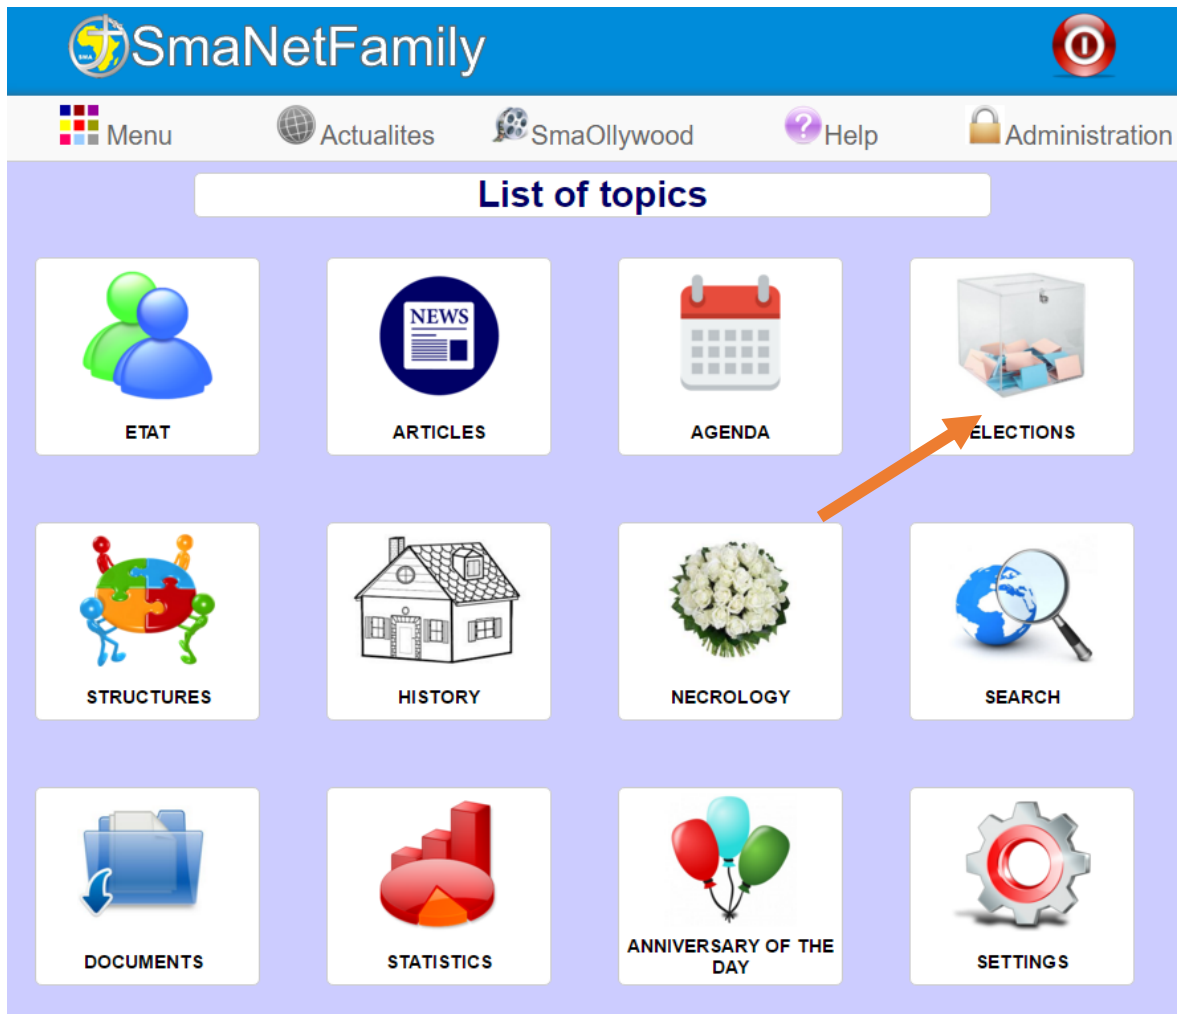 SmaNetFamily
Menu Actualites SmaOllywood Help Administration
List of topics
NEWS
ETAT ARTICLES AGENDA ELECTIONS
STRUCTURES HISTORY NECROLOGY SEARCH
DOCUMENTS STATISTICS ANNIVERSARY OF THE
DAY SETTINGS